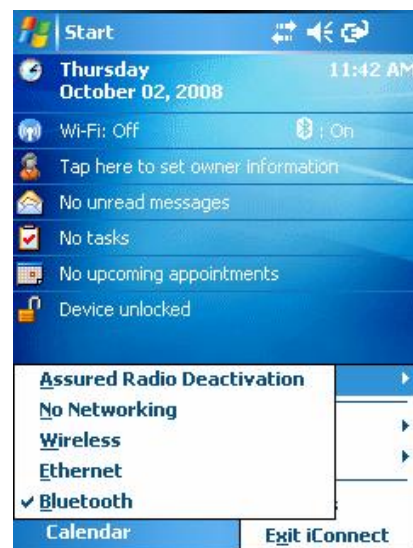 Start
Thursday 11:42 AM
October 02, 2008
Wi-Fi: Off : On
Tap here to set owner information
No unread messages
No tasks
No upcoming appointments
Device unlocked
Assured Radio Deactivation
No Networking
Wireless
Ethernet
Bluetooth
Calendar
Exit iConnect